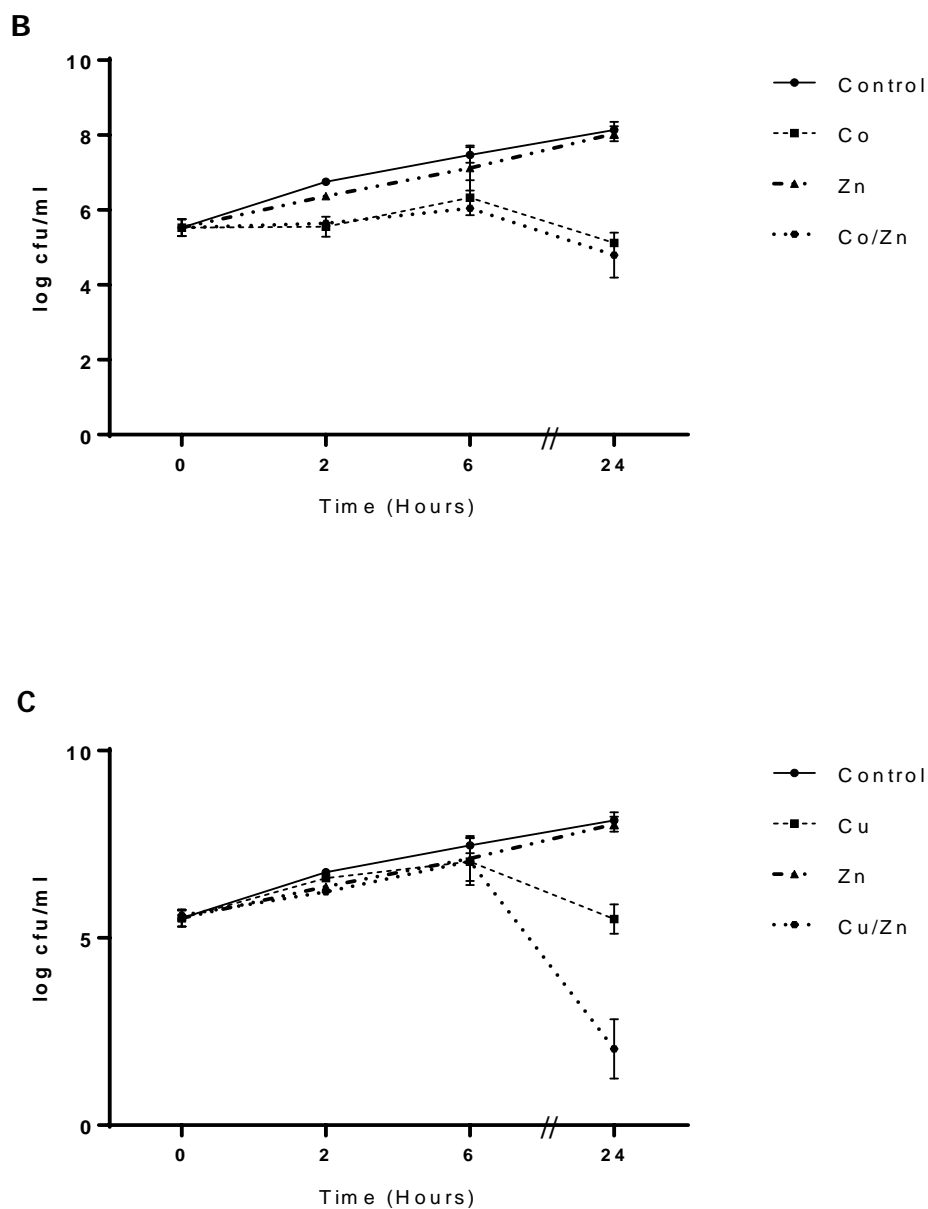 B
10
8
6
4
2
0
log cfu/ml
0 2 6 24
Time (Hours)
Control
Co
Zn
Co/Zn
C
10
5
0
log cfu/ml
0 2 6 24
Time (Hours)
Control
Cu
Zn
Cu/Zn